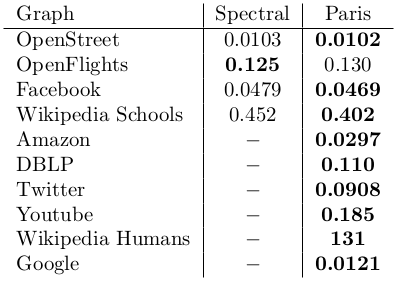 Graph Spectral Paris
OpenStreet 0.0103 0.0102
OpenFlights 0.125 0.130
Facebook 0.0479 0.0469
Wikipedia Schools 0.452 0.402
Amazon − 0.0297
DBLP − 0.110
Twitter − 0.0908
Youtube − 0.185
Wikipedia Humans − 131
Google − 0.0121